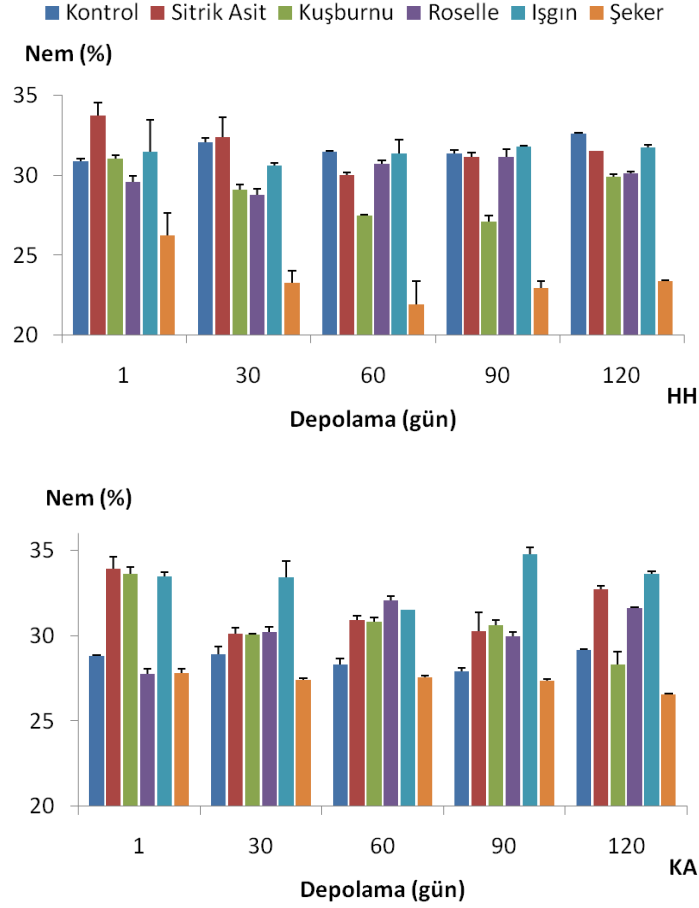 Kontrol Sitrik Asit Kuşburnu Roselle Işgın Şeker
Nem (%)
35
30
25
20
1 30 60 90 120
HH
Depolama (gün)
Nem (%)
35
30
25
20
1 30 60 90 120
KA
Depolama (gün)